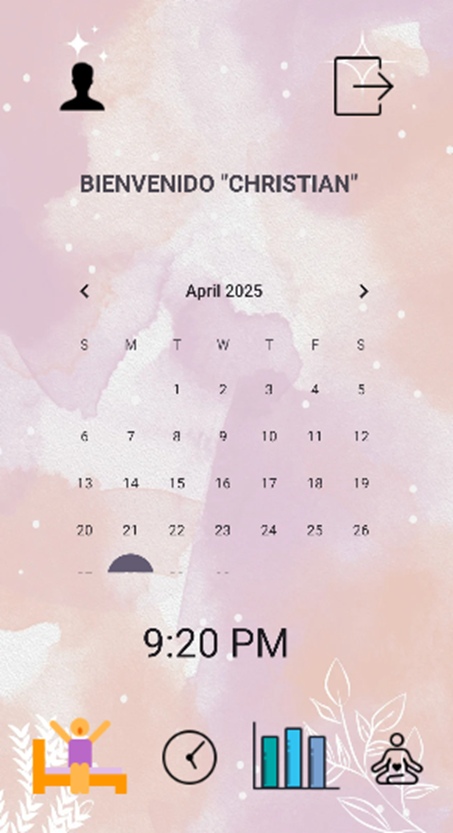 BIENVENIDO "CHRISTIAN"
April 2025
S M T W T F S
1 2 3 4 5
6 7 8 9 10 11 12
13 14 15 16 17 18 19
20 21 22 23 24 25 26
9:20 PM